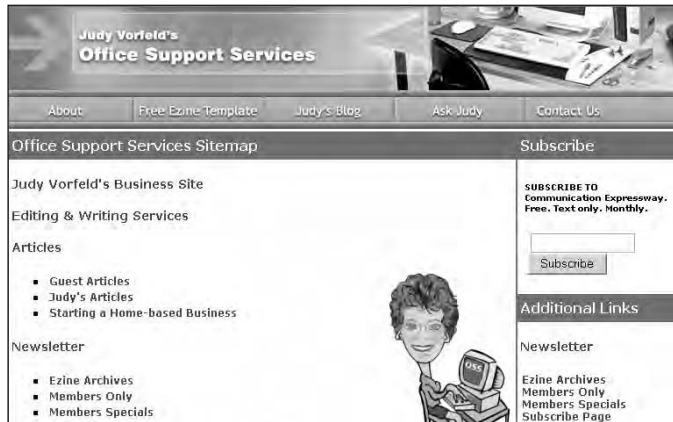 Judy Vorfeld's
Office Support Services
About
Free Ezine Template
Judy's Blog
Ask Judy
Contact Us
Office Support Services Sitemap
Judy Vorfeld's Business Site
Editing & Writing Services
Articles
Guest Articles
Judy's Articles
Starting a Home-based Business
Newsletter
Ezine Archives
Members Only
Members Specials
OSS
Subscribe
SUBSCRIBE TO
Communication Expressway.
Free. Text only. Monthly.
Subscribe
Additional Links
Newsletter
Ezine Archives
Members Only
Members Specials
Subscribe Page